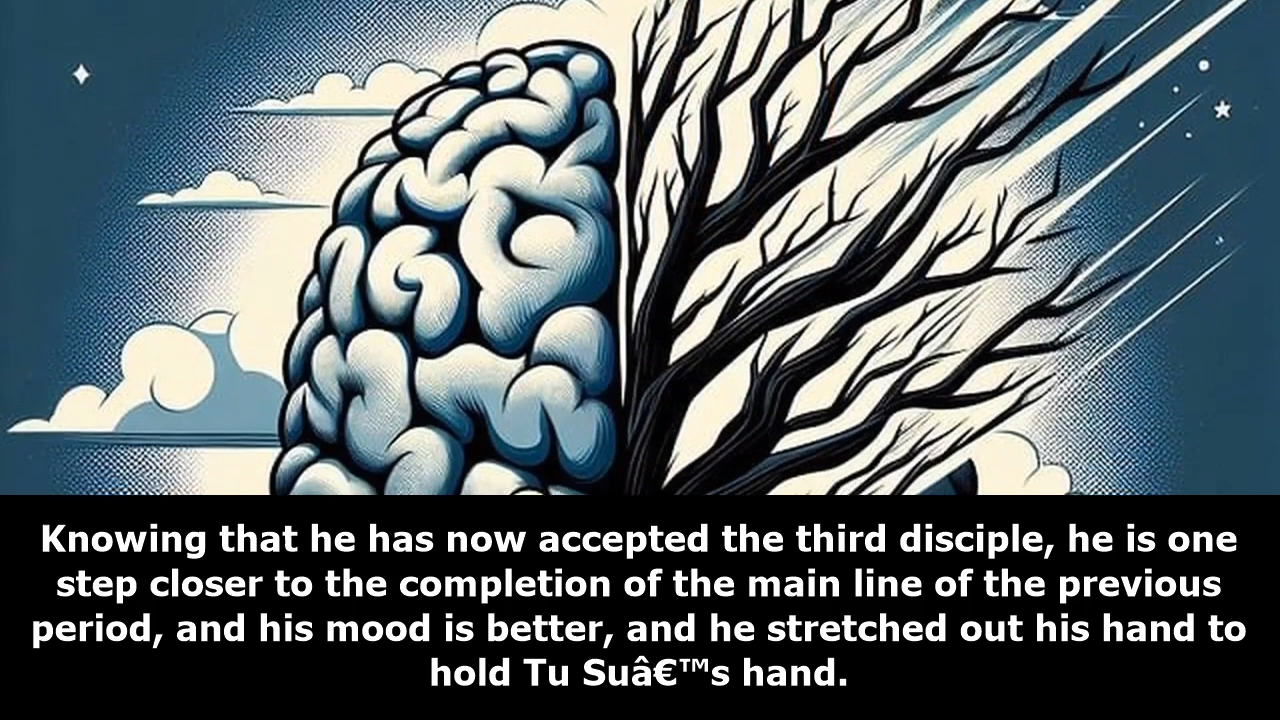 Knowing that he has now accepted the third disciple, he is one
step closer to the completion of the main line of the previous
period, and his mood is better, and he stretched out his hand to
hold Tu Suâ€™s hand.